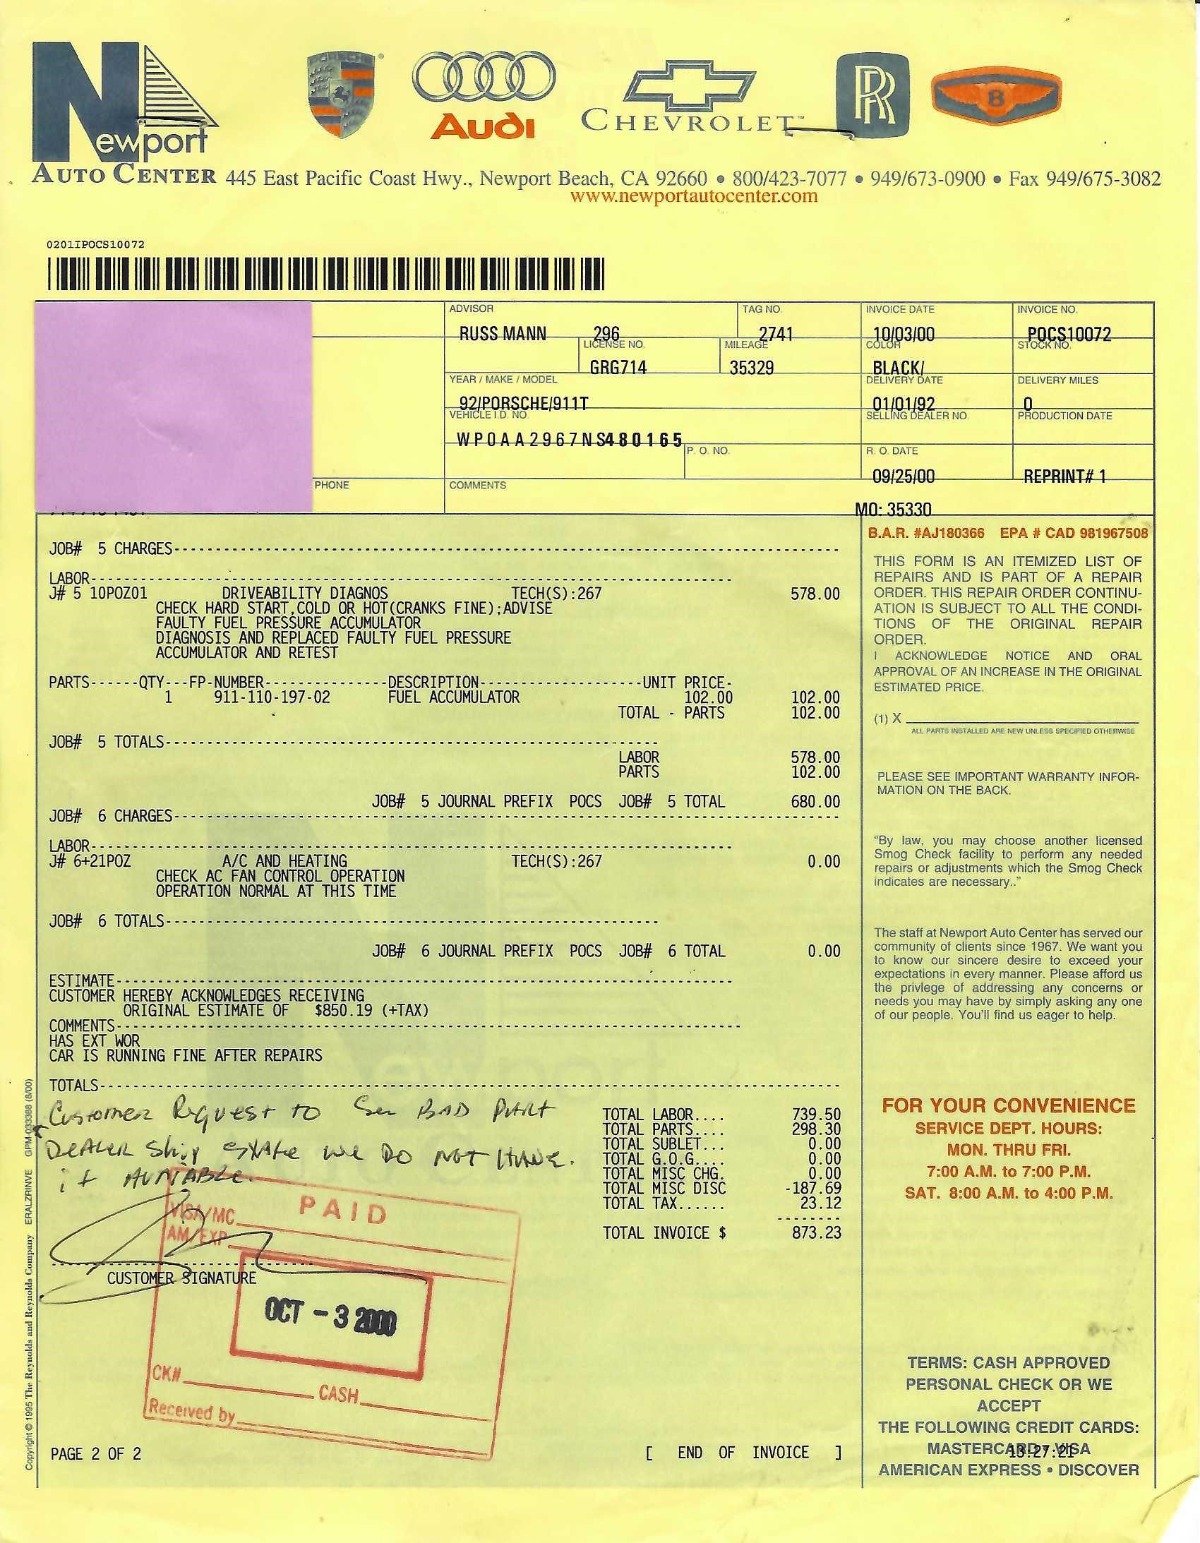 Newport
AUTO CENTER 445 East Pacific Coast Hwy., Newport Beach, CA 92660 • 800/423-7077 • 949/673-0900 • Fax 949/675-3082
www.newportautocenter.com
PORSCHE
Audi
CHEVROLET
RR
B
0201IPOCS10072
ADVISOR TAG NO. INVOICE DATE INVOICE NO.
RUSS MANN 296 2741 10/03/00 POCS10072
LICENSE NO. MILEAGE COLOR STOCK NO.
GRG714 35329 BLACK/
YEAR / MAKE / MODEL DELIVERY DATE DELIVERY MILES
92/PORSCHE/911T 01/01/92 0
VEHICLE I.D. NO. SELLING DEALER NO. PRODUCTION DATE
WP0AA2967NS480165
P. O. NO. R. O. DATE
09/25/00 REPRINT# 1
PHONE COMMENTS
MO: 35330
JOB# 5 CHARGES
LABOR
J# 5 10POZ01 DRIVEABILITY DIAGNOS TECH(S):267 578.00
CHECK HARD START,COLD OR HOT(CRANKS FINE);ADVISE
FAULTY FUEL PRESSURE ACCUMULATOR
DIAGNOSIS AND REPLACED FAULTY FUEL PRESSURE
ACCUMULATOR AND RETEST
PARTS------QTY---FP-NUMBER---------------DESCRIPTION--------------------UNIT PRICE-
1 911-110-197-02 FUEL ACCUMULATOR 102.00 102.00
TOTAL - PARTS 102.00
JOB# 5 TOTALS
LABOR 578.00
PARTS 102.00
JOB# 5 JOURNAL PREFIX POCS JOB# 5 TOTAL 680.00
JOB# 6 CHARGES
LABOR
J# 6+21POZ A/C AND HEATING TECH(S):267 0.00
CHECK AC FAN CONTROL OPERATION
OPERATION NORMAL AT THIS TIME
JOB# 6 TOTALS
JOB# 6 JOURNAL PREFIX POCS JOB# 6 TOTAL 0.00
ESTIMATE
CUSTOMER HEREBY ACKNOWLEDGES RECEIVING
ORIGINAL ESTIMATE OF $850.19 (+TAX)
COMMENTS
HAS EXT WOR
CAR IS RUNNING FINE AFTER REPAIRS
TOTALS
Customer Request to See BAD PART
DEALER Ship STATE we DO NOT HAVE.
it AVATABLE.
TOTAL LABOR.... 739.50
TOTAL PARTS.... 298.30
TOTAL SUBLET... 0.00
TOTAL G.O.G.... 0.00
TOTAL MISC CHG. 0.00
TOTAL MISC DISC -187.69
TOTAL TAX...... 23.12
TOTAL INVOICE $ 873.23
CUSTOMER SIGNATURE
PAID
VISA/MC
AM/EXP
OCT - 3 2000
CK#
CASH
Received by
PAGE 2 OF 2 [ END OF INVOICE ]
B.A.R. #AJ180366 EPA # CAD 981967508
THIS FORM IS AN ITEMIZED LIST OF
REPAIRS AND IS PART OF A REPAIR
ORDER. THIS REPAIR ORDER CONTINU-
ATION IS SUBJECT TO ALL THE CONDI-
TIONS OF THE ORIGINAL REPAIR
ORDER.
I ACKNOWLEDGE NOTICE AND ORAL
APPROVAL OF AN INCREASE IN THE ORIGINAL
ESTIMATED PRICE.
(1) X
ALL PARTS INSTALLED ARE NEW UNLESS SPECIFIED OTHERWISE
PLEASE SEE IMPORTANT WARRANTY INFOR-
MATION ON THE BACK.
"By law, you may choose another licensed
Smog Check facility to perform any needed
repairs or adjustments which the Smog Check
indicates are necessary.."
The staff at Newport Auto Center has served our
community of clients since 1967. We want you
to know our sincere desire to exceed your
expectations in every manner. Please afford us
the privlege of addressing any concerns or
needs you may have by simply asking any one
of our people. You'll find us eager to help.
FOR YOUR CONVENIENCE
SERVICE DEPT. HOURS:
MON. THRU FRI.
7:00 A.M. to 7:00 P.M.
SAT. 8:00 A.M. to 4:00 P.M.
TERMS: CASH APPROVED
PERSONAL CHECK OR WE
ACCEPT
THE FOLLOWING CREDIT CARDS:
MASTERCARD • VISA
13:27:21
AMERICAN EXPRESS • DISCOVER
Copyright © 1995 The Reynolds and Reynolds Company ERALZRINVE GPM-033388 (8/00)